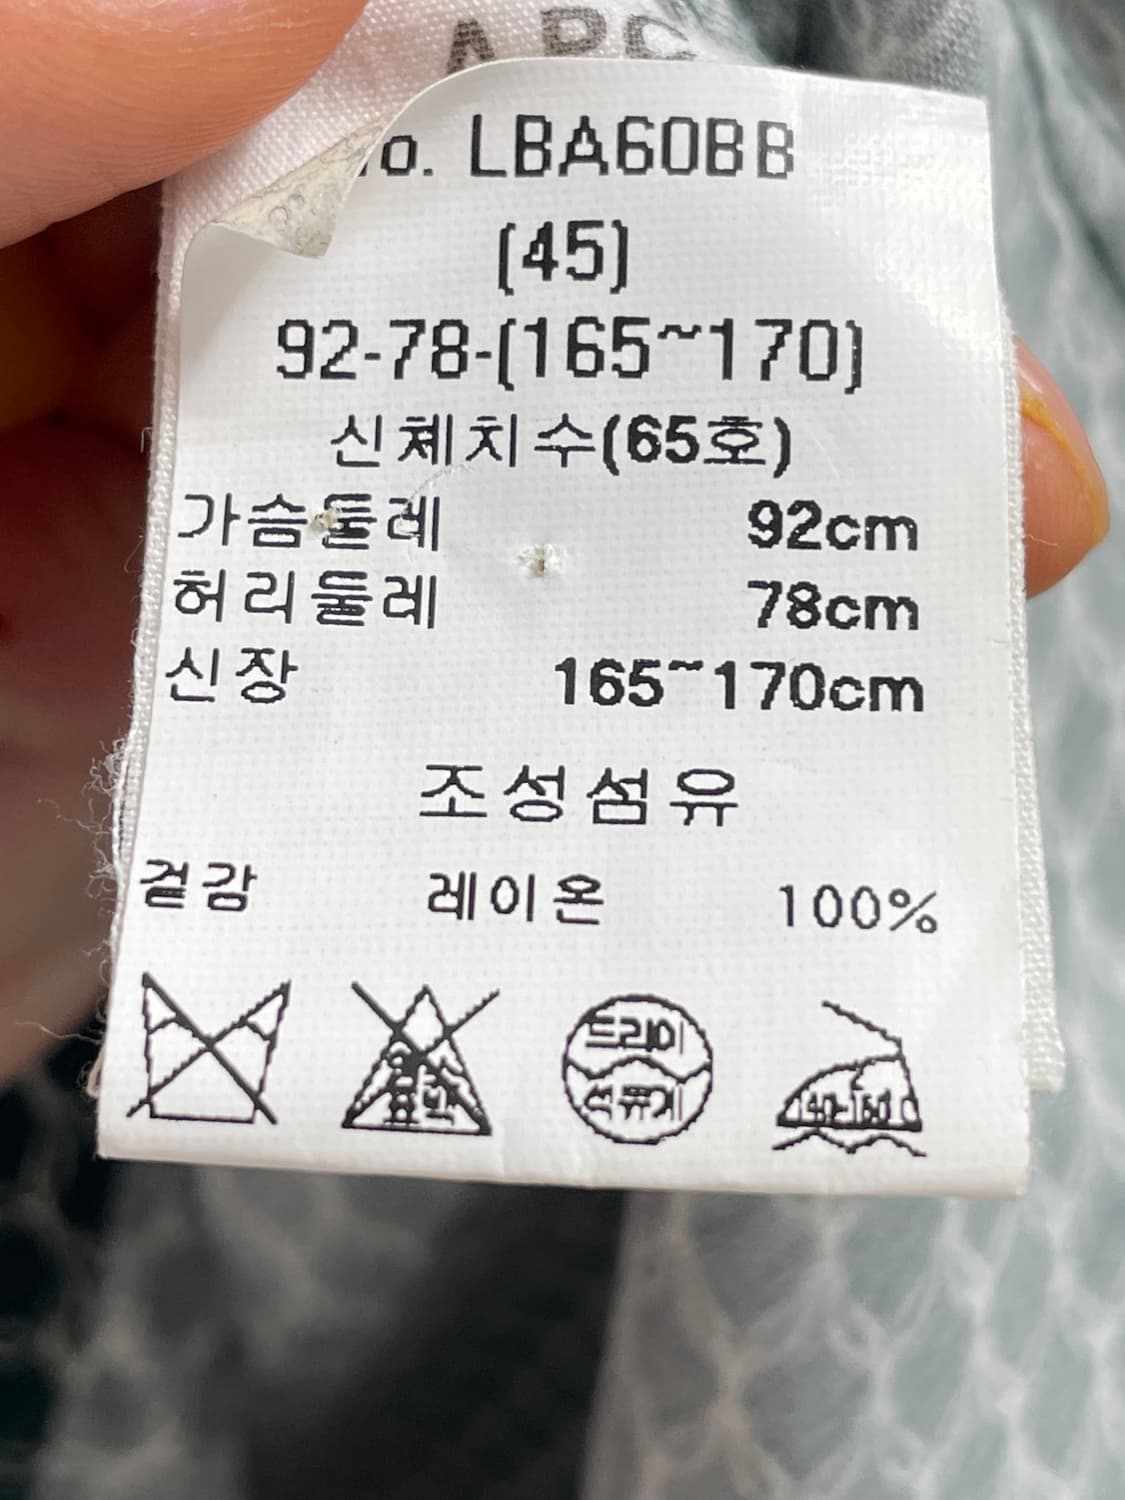 No. LBA60BB
(45)
92-78-(165~170)
신체치수(65호)
가슴둘레 92cm
허리둘레 78cm
신장 165~170cm
조성섬유
겉감 레이온 100%
드라이
석유계